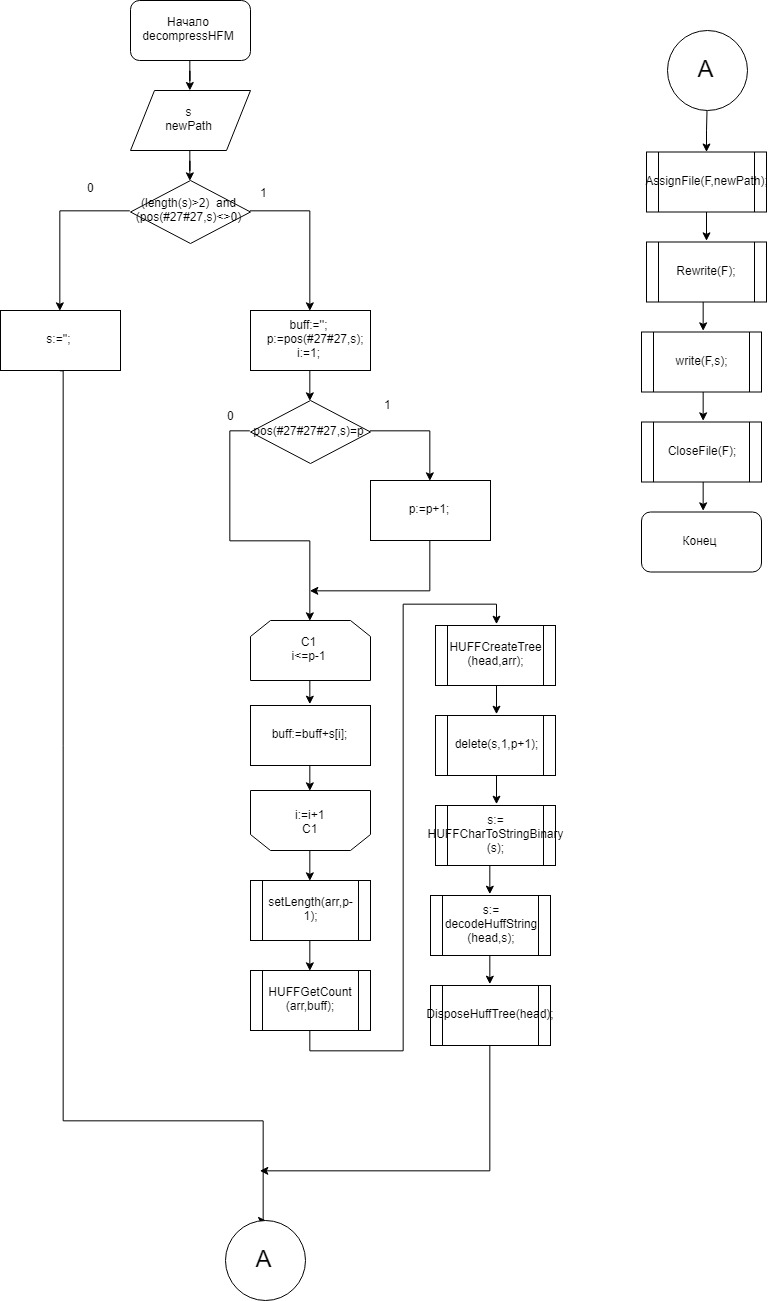 Начало
decompressHFM
s
newPath
0
1
(length(s)>2) and
(pos(#27#27,s)<>0)
s:='';
buff:='';
p:=pos(#27#27,s);
i:=1;
0
1
pos(#27#27#27,s)=p
p:=p+1;
C1
i<=p-1
buff:=buff+s[i];
i:=i+1
C1
setLength(arr,p-
1);
HUFFGetCount
(arr,buff);
HUFFCreateTree
(head,arr);
delete(s,1,p+1);
s:=
HUFFCharToStringBinary
(s);
s:=
decodeHuffString
(head,s);
DisposeHuffTree(head);
A
A
AssignFile(F,newPath);
Rewrite(F);
write(F,s);
CloseFile(F);
Конец